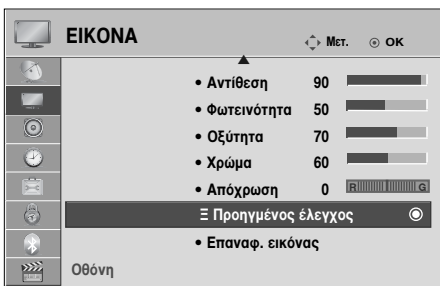 ΕΙΚΟΝΑ Μετ. OK
• Αντίθεση 90
• Φωτεινότητα 50
• Οξύτητα 70
• Χρώμα 60
• Απόχρωση 0 R G
Ξ Προηγμένος έλεγχος
• Επαναφ. εικόνας
Οθόνη